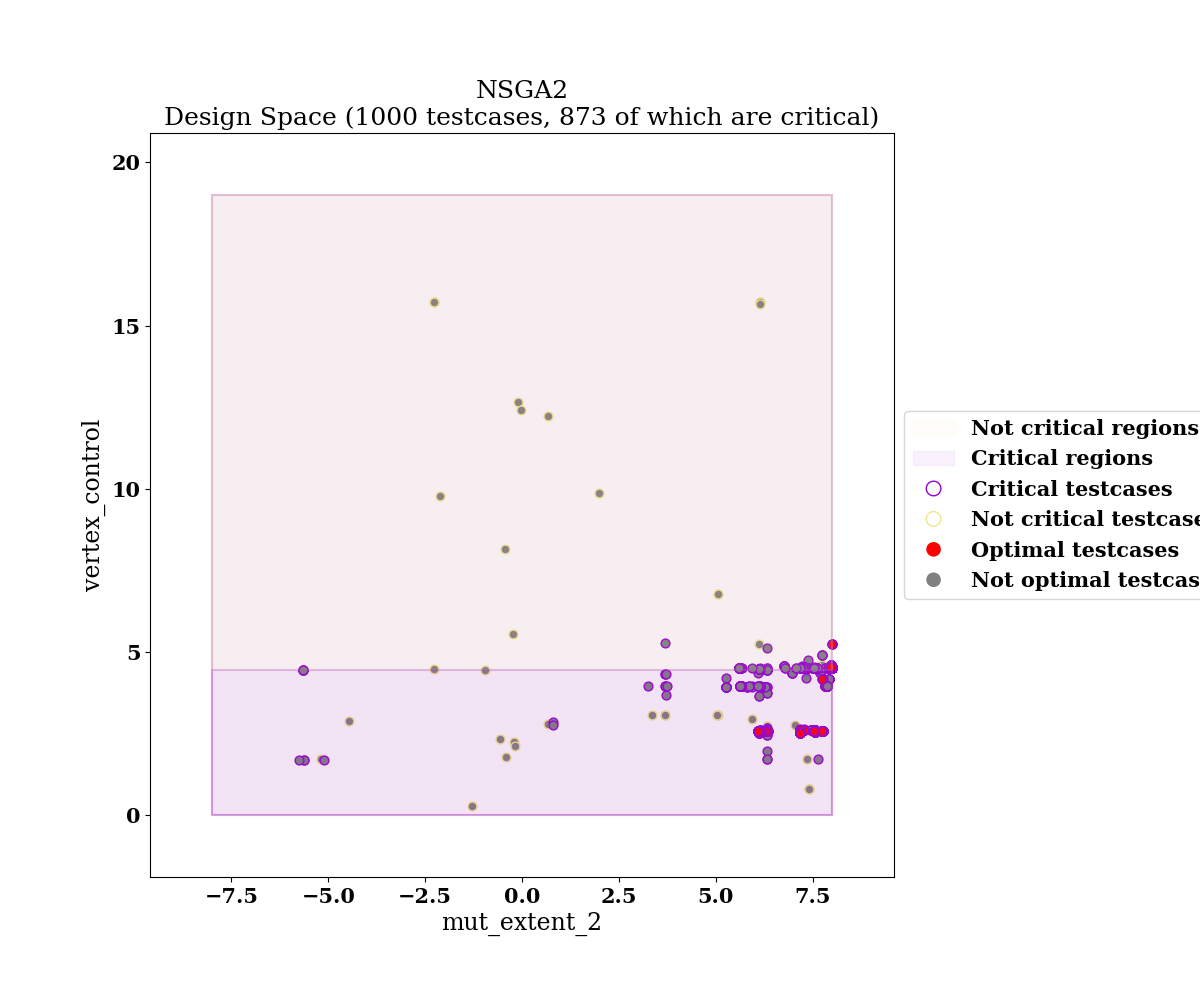 NSGA2
Design Space (1000 testcases, 873 of which are critical)
20
15
10
5
0
vertex_control
−7.5
−5.0
−2.5
0.0
2.5
5.0
7.5
mut_extent_2
Not critical regions
Critical regions
Critical testcases
Not critical testcase
Optimal testcases
Not optimal testcas